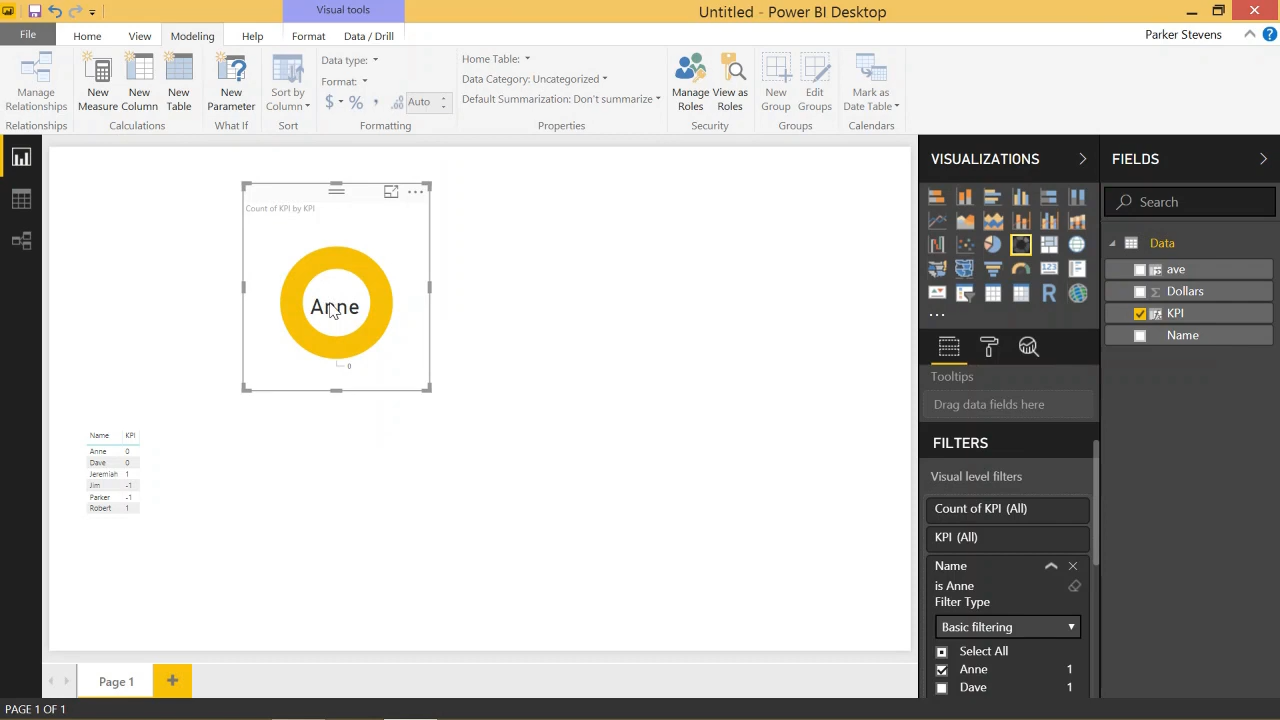 Visual tools
Untitled - Power BI Desktop
File
Home
View
Modeling
Help
Format
Data / Drill
Parker Stevens
Manage
Relationships
New
Measure
New
Column
New
Table
New
Parameter
Sort by
Column
Data type:
Format:
$ % , Auto
Home Table:
Data Category: Uncategorized
Default Summarization: Don't summarize
Manage
Roles
View as
Roles
New
Group
Edit
Groups
Mark as
Date Table
Relationships
Calculations
What If
Sort
Formatting
Properties
Security
Groups
Calendars
Count of KPI by KPI
Anne
0
Name KPI
Anne 0
Dave 0
Jeremiah 1
Jim -1
Parker -1
Robert 1
VISUALIZATIONS
123
R
Tooltips
Drag data fields here
FILTERS
Visual level filters
Count of KPI (All)
KPI (All)
Name
is Anne
Filter Type
Basic filtering
Select All
Anne 1
Dave 1
FIELDS
Search
Data
ave
Σ Dollars
KPI
Name
Page 1
PAGE 1 OF 1